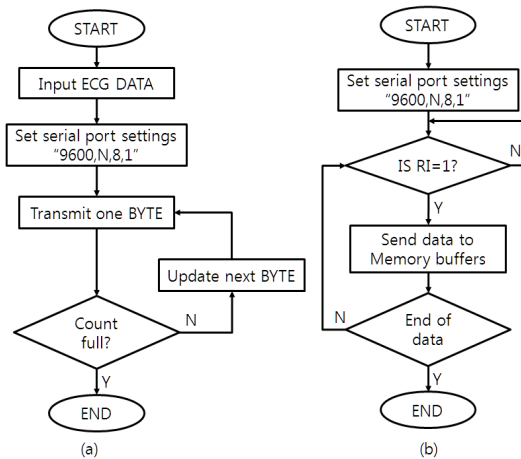 START
Input ECG DATA
Set serial port settings
"9600,N,8,1"
Transmit one BYTE
Update next BYTE
Count
full?
N
Y
END
(a)
START
Set serial port settings
"9600,N,8,1"
IS RI=1?
N
Y
Send data to
Memory buffers
End of
data
N
Y
END
(b)